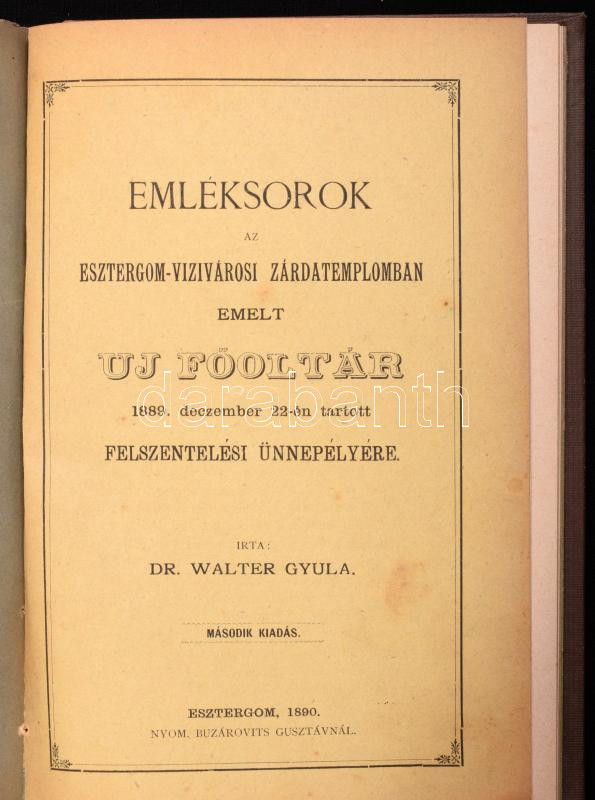 EMLÉKSOROK
AZ
ESZTERGOM-VIZIVÁROSI ZÁRDATEMPLOMBAN
EMELT
UJ FŐOLTÁR
darabanth
1889. deczember 22-én tartott
FELSZENTELÉSI ÜNNEPÉLYÉRE.
IRTA:
DR. WALTER GYULA.
MÁSODIK KIADÁS.
ESZTERGOM, 1890.
NYOM. BUZÁROVITS GUSZTÁVNÁL.